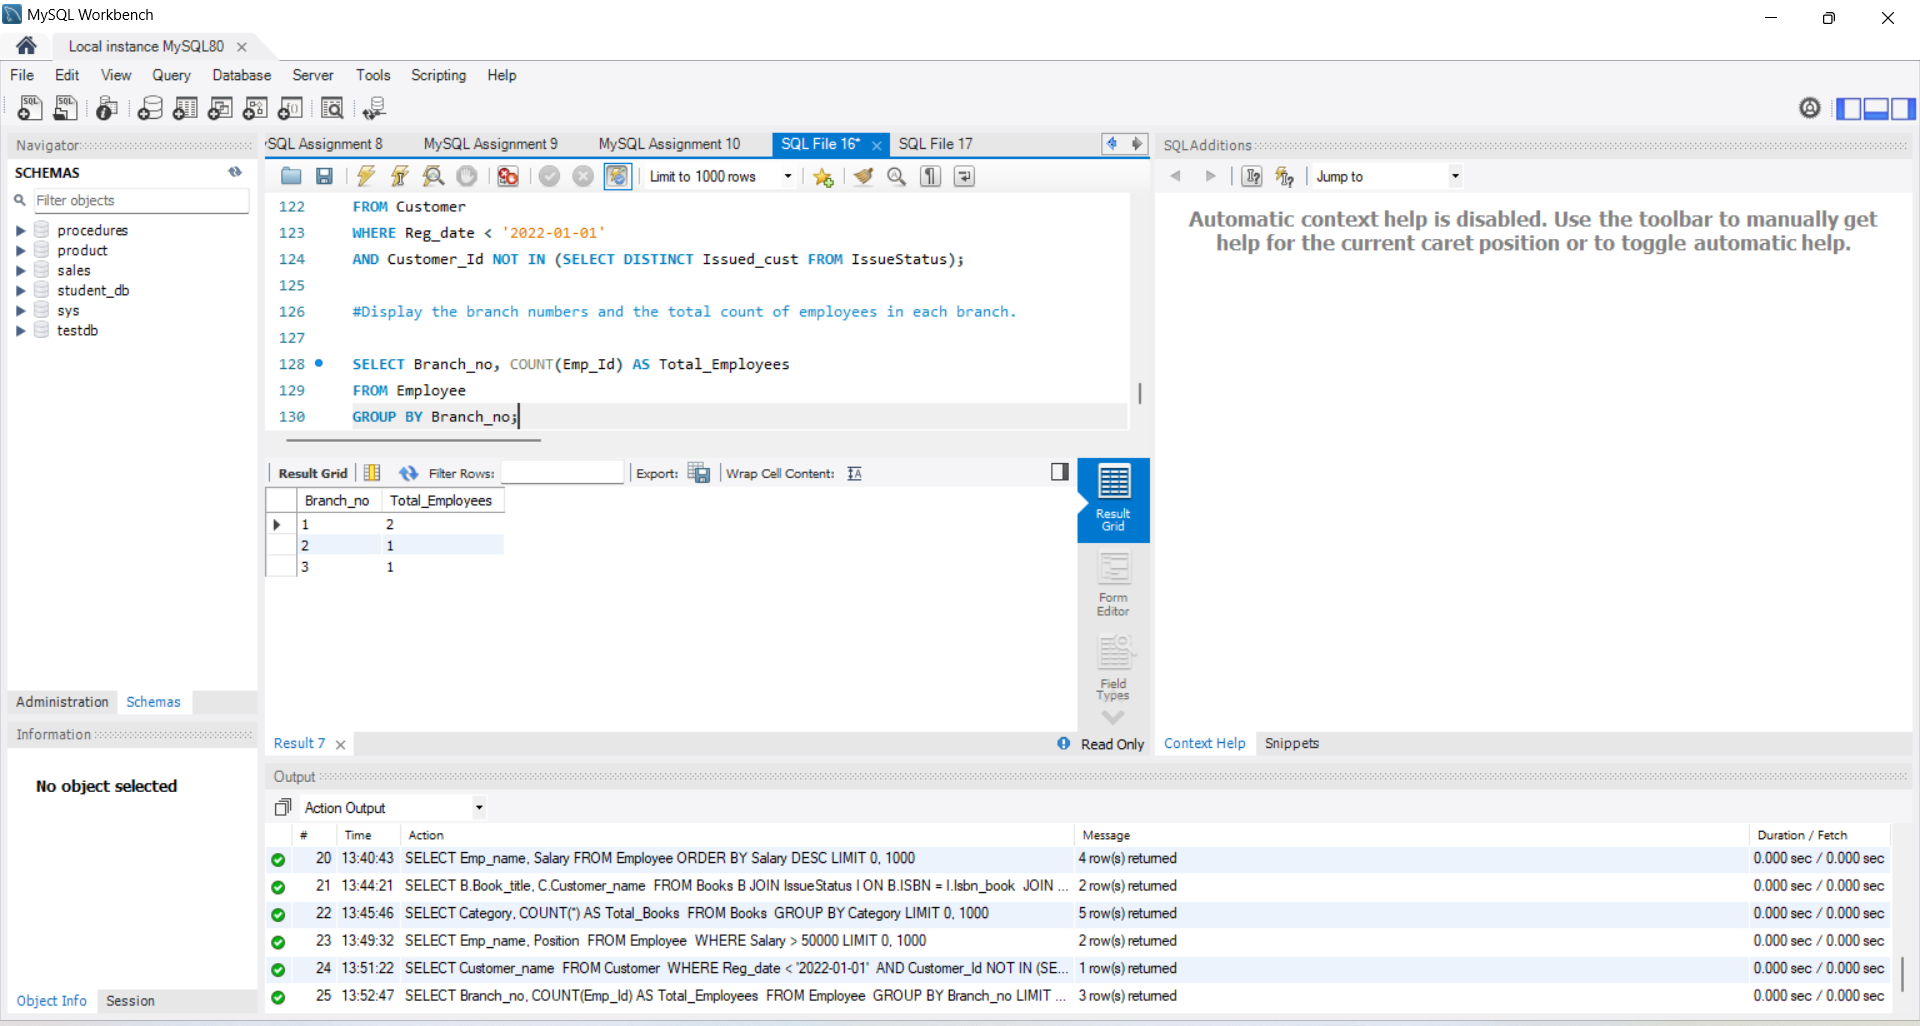 MySQL Workbench
Local instance MySQL80
File Edit View Query Database Server Tools Scripting Help
Navigator
SCHEMAS
Filter objects
procedures
product
sales
student_db
sys
testdb
Administration Schemas
Information
No object selected
Object Info Session
SQL Assignment 8 MySQL Assignment 9 MySQL Assignment 10 SQL File 16* SQL File 17
Limit to 1000 rows
122 FROM Customer
123 WHERE Reg_date < '2022-01-01'
124 AND Customer_Id NOT IN (SELECT DISTINCT Issued_cust FROM IssueStatus);
125
126 #Display the branch numbers and the total count of employees in each branch.
127
128 SELECT Branch_no, COUNT(Emp_Id) AS Total_Employees
129 FROM Employee
130 GROUP BY Branch_no;
Result Grid Filter Rows: Export: Wrap Cell Content:
Branch_no Total_Employees
1 2
2 1
3 1
Result
Grid
Form
Editor
Field
Types
Result 7
Read Only
SQLAdditions
Jump to
Automatic context help is disabled. Use the toolbar to manually get
help for the current caret position or to toggle automatic help.
Context Help Snippets
Output
Action Output
# Time Action Message Duration / Fetch
20 13:40:43 SELECT Emp_name, Salary FROM Employee ORDER BY Salary DESC LIMIT 0, 1000 4 row(s) returned 0.000 sec / 0.000 sec
21 13:44:21 SELECT B.Book_title, C.Customer_name FROM Books B JOIN IssueStatus I ON B.ISBN = I.Isbn_book JOIN ... 2 row(s) returned 0.000 sec / 0.000 sec
22 13:45:46 SELECT Category, COUNT(*) AS Total_Books FROM Books GROUP BY Category LIMIT 0, 1000 5 row(s) returned 0.000 sec / 0.000 sec
23 13:49:32 SELECT Emp_name, Position FROM Employee WHERE Salary > 50000 LIMIT 0, 1000 2 row(s) returned 0.000 sec / 0.000 sec
24 13:51:22 SELECT Customer_name FROM Customer WHERE Reg_date < '2022-01-01' AND Customer_Id NOT IN (SE... 1 row(s) returned 0.000 sec / 0.000 sec
25 13:52:47 SELECT Branch_no, COUNT(Emp_Id) AS Total_Employees FROM Employee GROUP BY Branch_no LIMIT ... 3 row(s) returned 0.000 sec / 0.000 sec